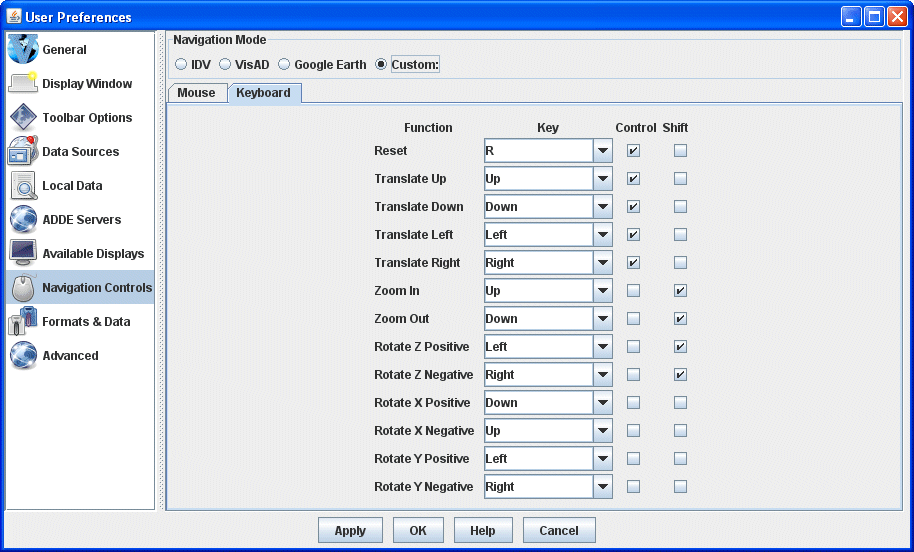 User Preferences
General
Display Window
Toolbar Options
Data Sources
Local Data
ADDE Servers
Available Displays
Navigation Controls
Formats & Data
Advanced
Navigation Mode
IDV VisAD Google Earth Custom:
Mouse Keyboard
Function Key Control Shift
Reset R
Translate Up Up
Translate Down Down
Translate Left Left
Translate Right Right
Zoom In Up
Zoom Out Down
Rotate Z Positive Left
Rotate Z Negative Right
Rotate X Positive Down
Rotate X Negative Up
Rotate Y Positive Left
Rotate Y Negative Right
Apply OK Help Cancel